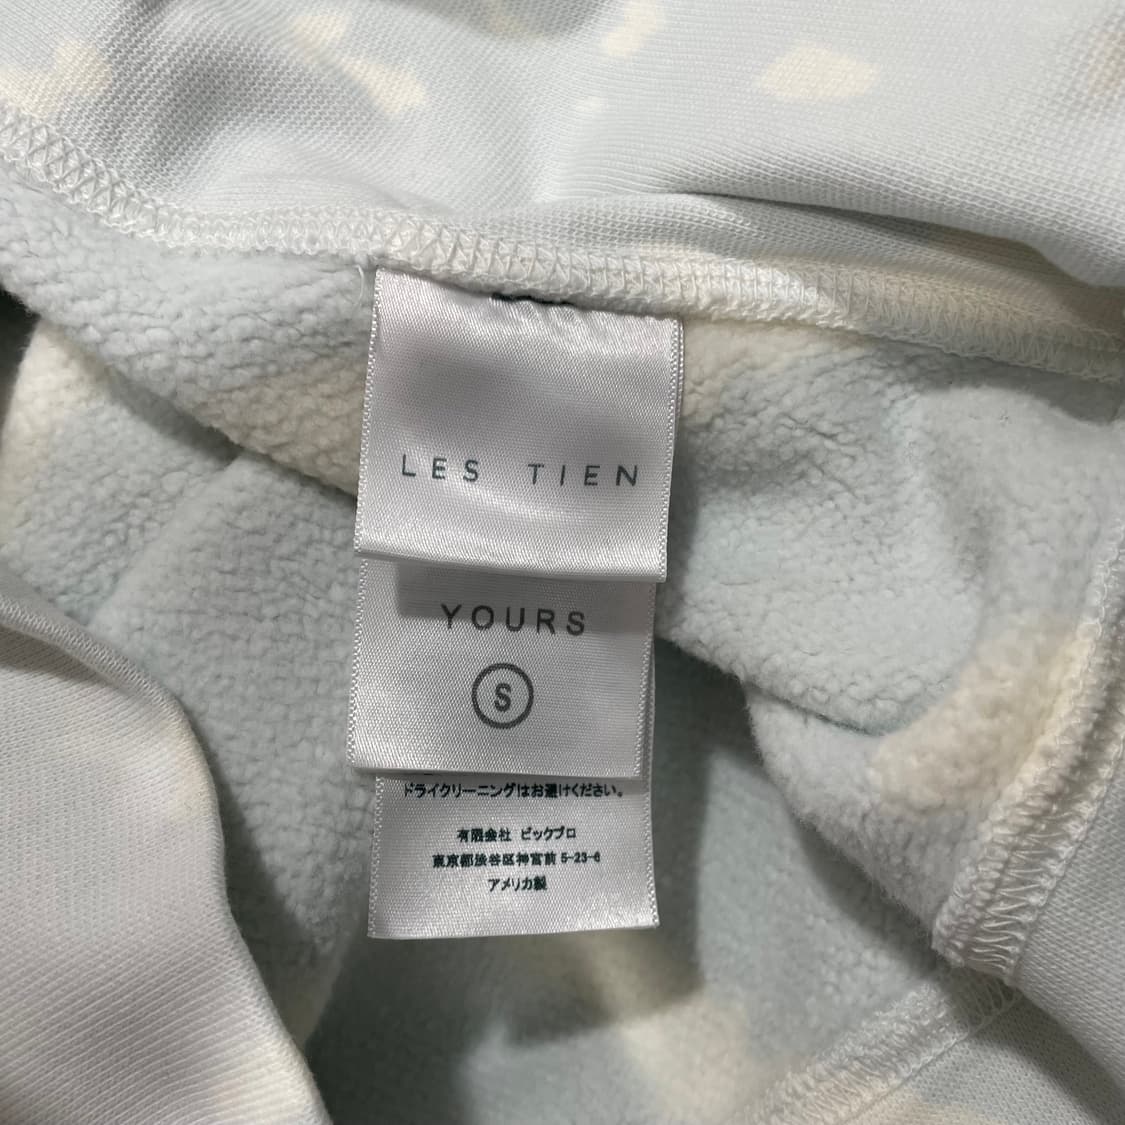 LES TIEN
YOURS
S
ドライクリーニングはお避けください。
有限会社 ビックプロ
東京都渋谷区神宮前 5-23-6
アメリカ製